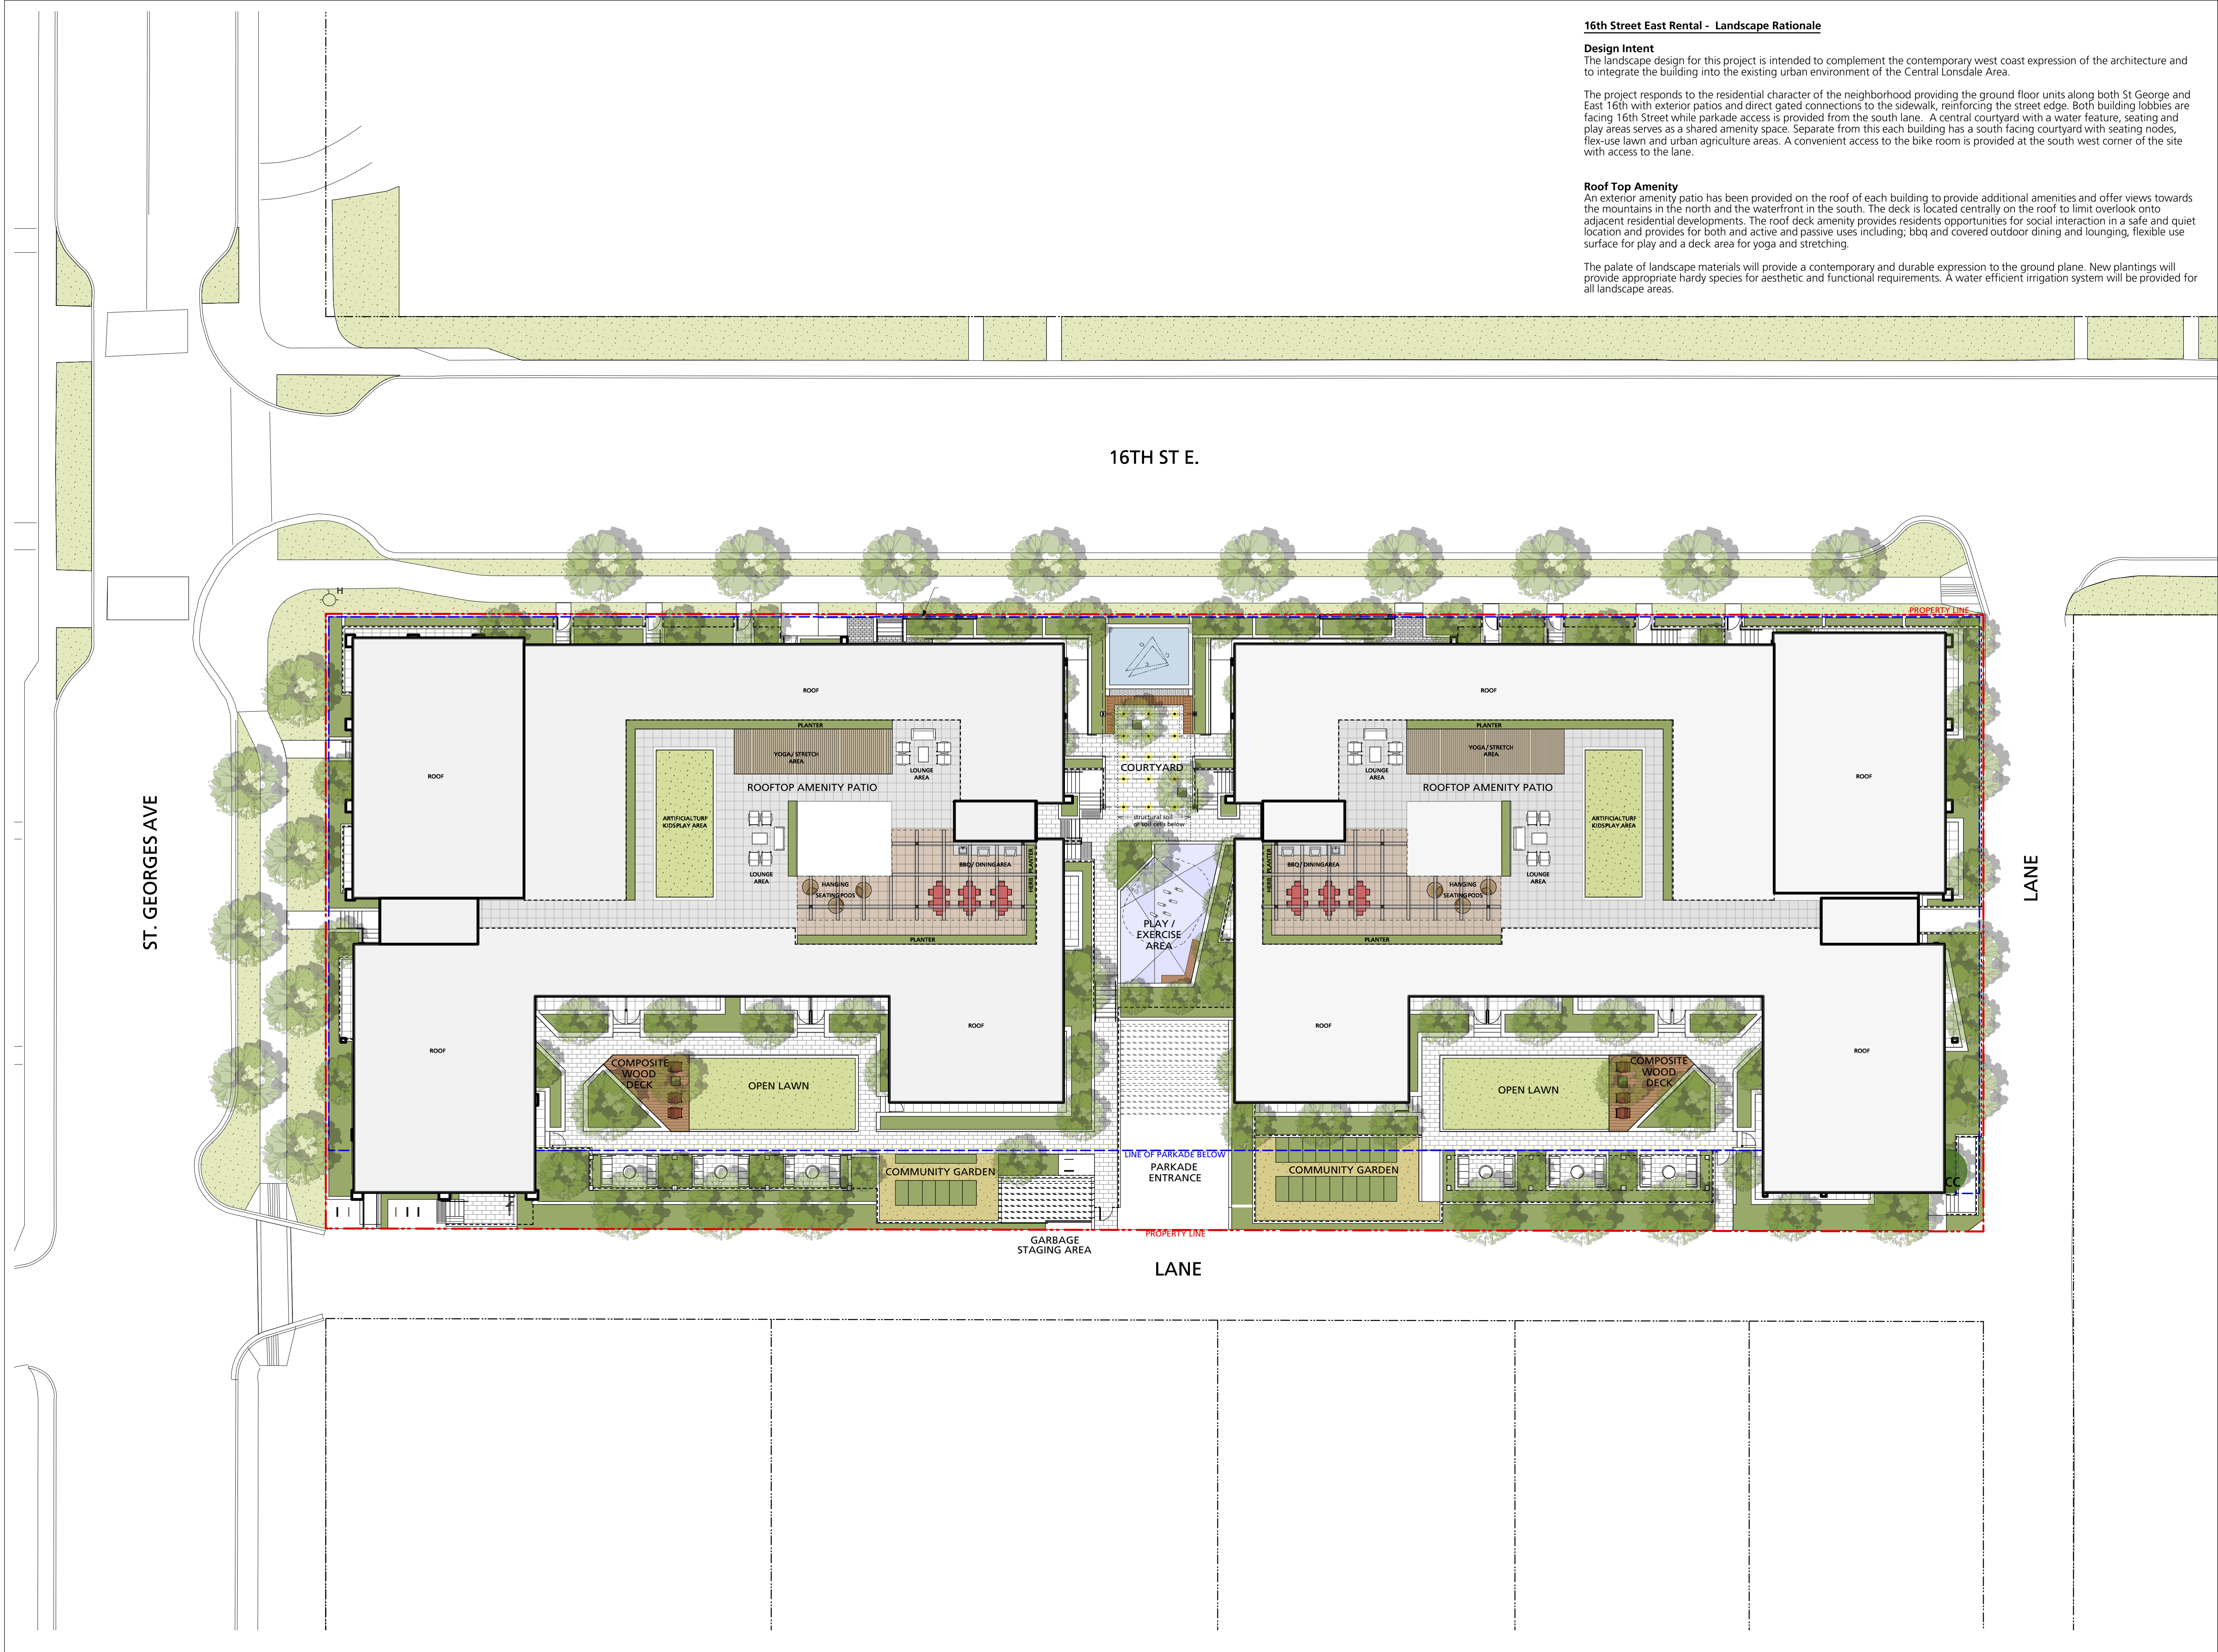 16th Street East Rental - Landscape Rationale
Design Intent
The landscape design for this project is intended to complement the contemporary west coast expression of the architecture and
to integrate the building into the existing urban environment of the Central Lonsdale Area.
The project responds to the residential character of the neighborhood providing the ground floor units along both St George and
East 16th with exterior patios and direct gated connections to the sidewalk, reinforcing the street edge. Both building lobbies are
facing 16th Street while parkade access is provided from the south lane. A central courtyard with a water feature, seating and
play areas serves as a shared amenity space. Separate from this each building has a south facing courtyard with seating nodes,
flex-use lawn and urban agriculture areas. A convenient access to the bike room is provided at the south west corner of the site
with access to the lane.
Roof Top Amenity
An exterior amenity patio has been provided on the roof of each building to provide additional amenities and offer views towards
the mountains in the north and the waterfront in the south. The deck is located centrally on the roof to limit overlook onto
adjacent residential developments. The roof deck amenity provides residents opportunities for social interaction in a safe and quiet
location and provides for both and active and passive uses including; bbq and covered outdoor dining and lounging, flexible use
surface for play and a deck area for yoga and stretching.
The palate of landscape materials will provide a contemporary and durable expression to the ground plane. New plantings will
provide appropriate hardy species for aesthetic and functional requirements. A water efficient irrigation system will be provided for
all landscape areas.
16TH ST E.
H
PROPERTY LINE
ROOF
ROOF
PLANTER
PLANTER
YOGA/ STRETCH
AREA
YOGA/ STRETCH
AREA
LOUNGE
AREA
LOUNGE
AREA
COURTYARD
ROOF
ROOF
ROOFTOP AMENITY PATIO
ROOFTOP AMENITY PATIO
ARTIFICIAL TURF
KIDS PLAY AREA
ARTIFICIAL TURF
KIDS PLAY AREA
structural soil
or soil cells below
ST. GEORGES AVE
LANE
BBQ/ DINING AREA
BBQ/ DINING AREA
HERB PLANTER
HERB PLANTER
LOUNGE
AREA
LOUNGE
AREA
HANGING
SEATING PODS
HANGING
SEATING PODS
PLAY /
EXERCISE
AREA
PLANTER
PLANTER
ROOF
ROOF
ROOF
ROOF
COMPOSITE
WOOD
DECK
OPEN LAWN
OPEN LAWN
COMPOSITE
WOOD
DECK
LINE OF PARKADE BELOW
PARKADE
ENTRANCE
COMMUNITY GARDEN
COMMUNITY GARDEN
CC
PROPERTY LINE
GARBAGE
STAGING AREA
LANE